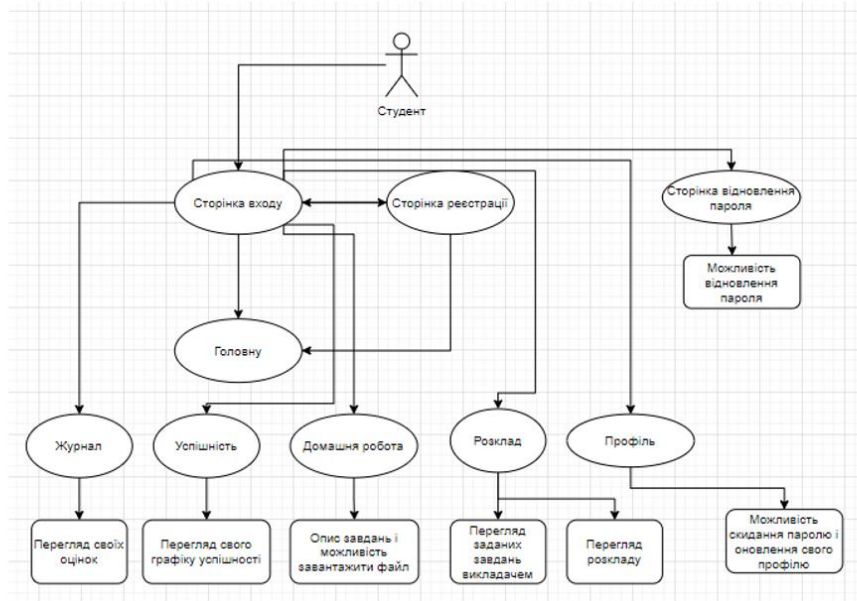 Студент
Сторінка входу
Сторінка реєстрації
Сторінка відновлення
пароля
Можливість
відновлення
пароля
Головну
Журнал
Успішність
Домашня робота
Розклад
Профіль
Перегляд своїх
оцінок
Перегляд свого
графіку успішності
Опис завдань і
можливість
завантажити файл
Перегляд
заданих
завдань
викладачем
Перегляд
розкладу
Можливість
скидання паролю і
оновлення свого
профілю